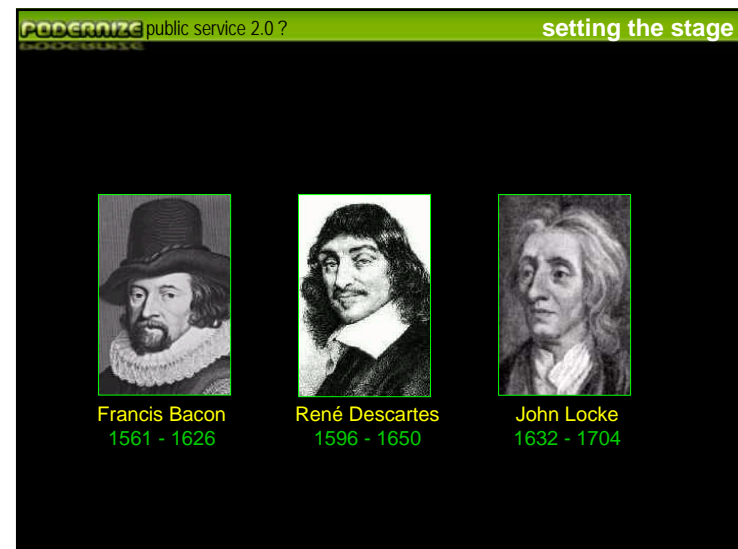 PODERNIZE public service 2.0 ?
setting the stage
Francis Bacon
1561 - 1626
René Descartes
1596 - 1650
John Locke
1632 - 1704